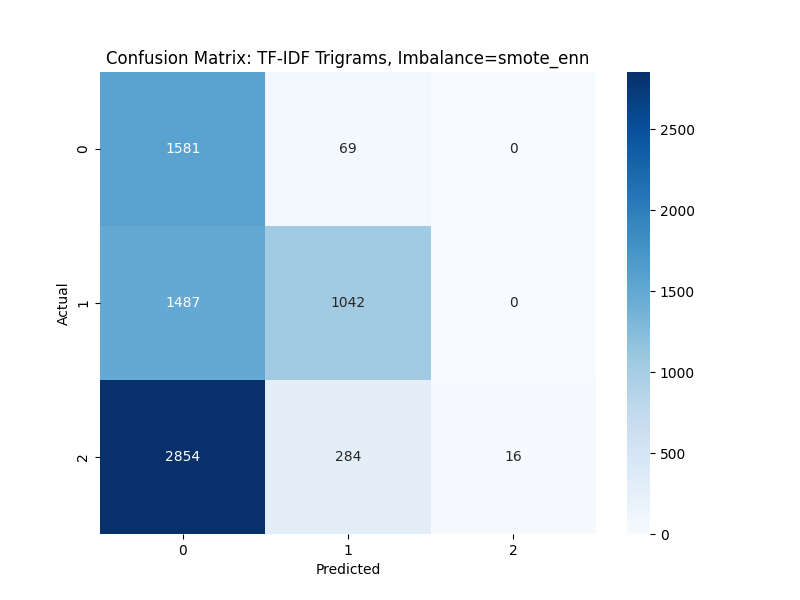 Confusion Matrix: TF-IDF Trigrams, Imbalance=smote_enn
0 1581 69 0
1 1487 1042 0
2 2854 284 16
0 1 2
Actual
Predicted
2500
2000
1500
1000
500
0